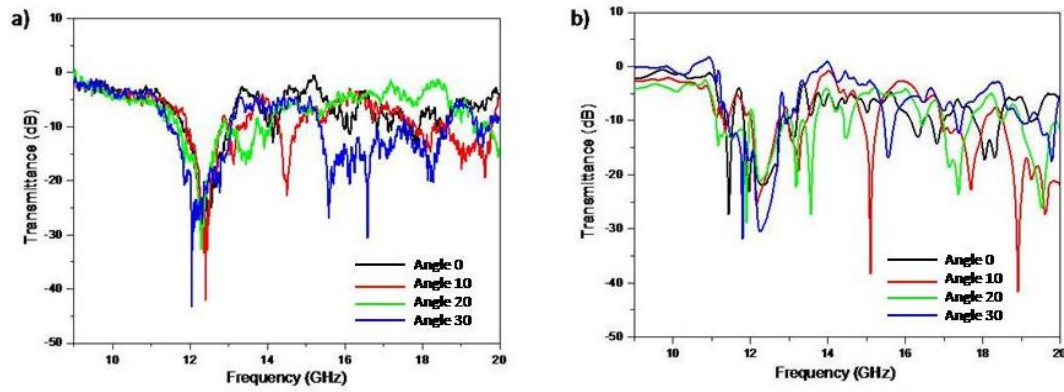 a)
10
0
-10
-20
-30
-40
-50
Transmittance (dB)
10 12 14 16 18 20
Frequency (GHz)
Angle 0
Angle 10
Angle 20
Angle 30
b)
10
0
-10
-20
-30
-40
-50
Transmittance (dB)
10 12 14 16 18 20
Frequency (GHz)
Angle 0
Angle 10
Angle 20
Angle 30